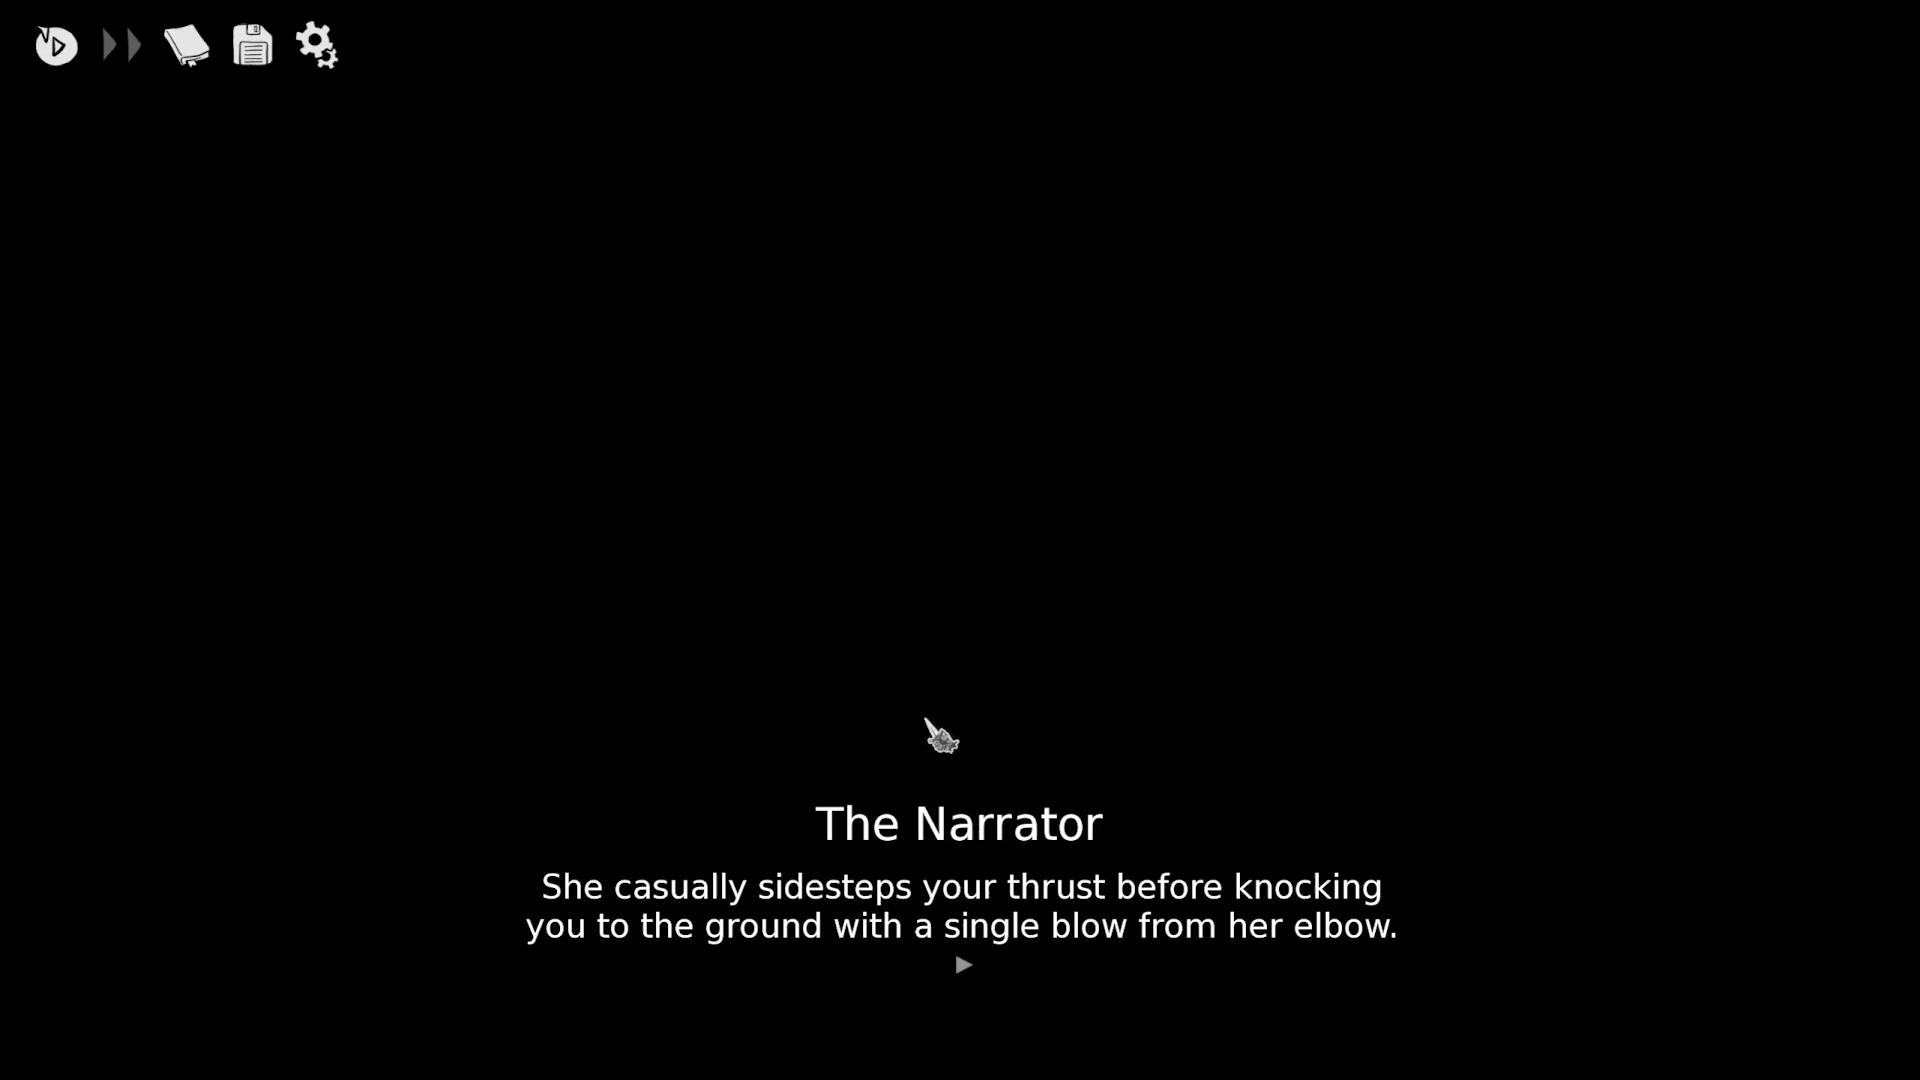 The Narrator
She casually sidesteps your thrust before knocking
you to the ground with a single blow from her elbow.